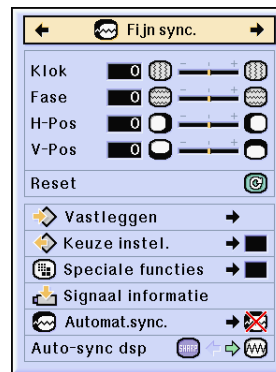 Fijn sync.
Klok 0 - +
Fase 0 - +
H-Pos 0 - +
V-Pos 0 - +
Reset
Vastleggen
Keuze instel.
Speciale functies
Signaal informatie
Automat.sync.
Auto-sync dsp SHARP